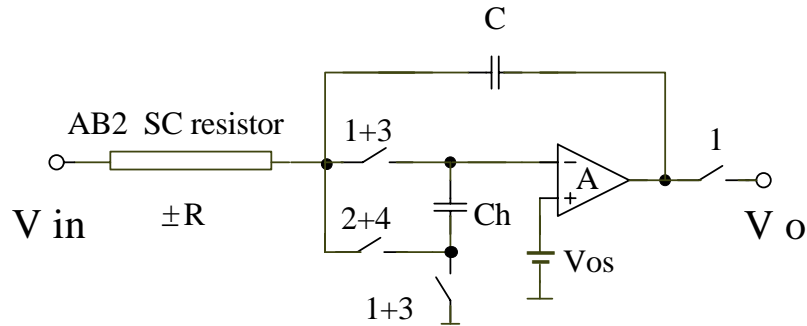 C
AB2 SC resistor
1+3
1
−
A
+
V in
±R
2+4
Ch
Vos
V o
1+3